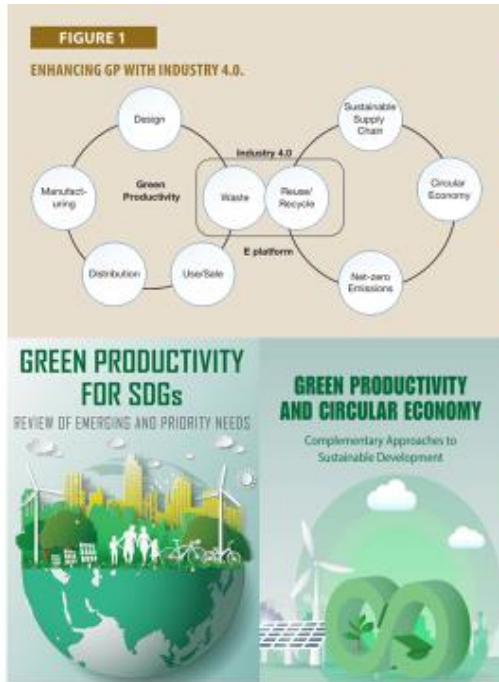 FIGURE 1
ENHANCING GP WITH INDUSTRY 4.0.
Design
Manufact-
uring
Green
Productivity
Distribution
Use/Sale
Waste
Industry 4.0
Reuse/
Recycle
E platform
Sustainable
Supply
Chain
Circular
Economy
Net-zero
Emissions
GREEN PRODUCTIVITY
FOR SDGs
REVIEW OF EMERGING AND PRIORITY NEEDS
GREEN PRODUCTIVITY
AND CIRCULAR ECONOMY
Complementary Approaches to
Sustainable Development